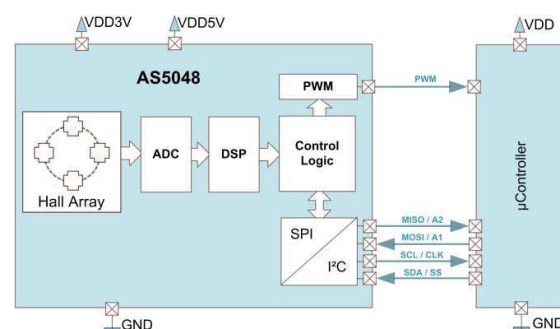 VDD3V
VDD5V
VDD
AS5048
PWM
PWM
Hall Array
ADC
DSP
Control
Logic
µController
SPI
I²C
MISO / A2
MOSI / A1
SCL / CLK
SDA / SS
GND
GND